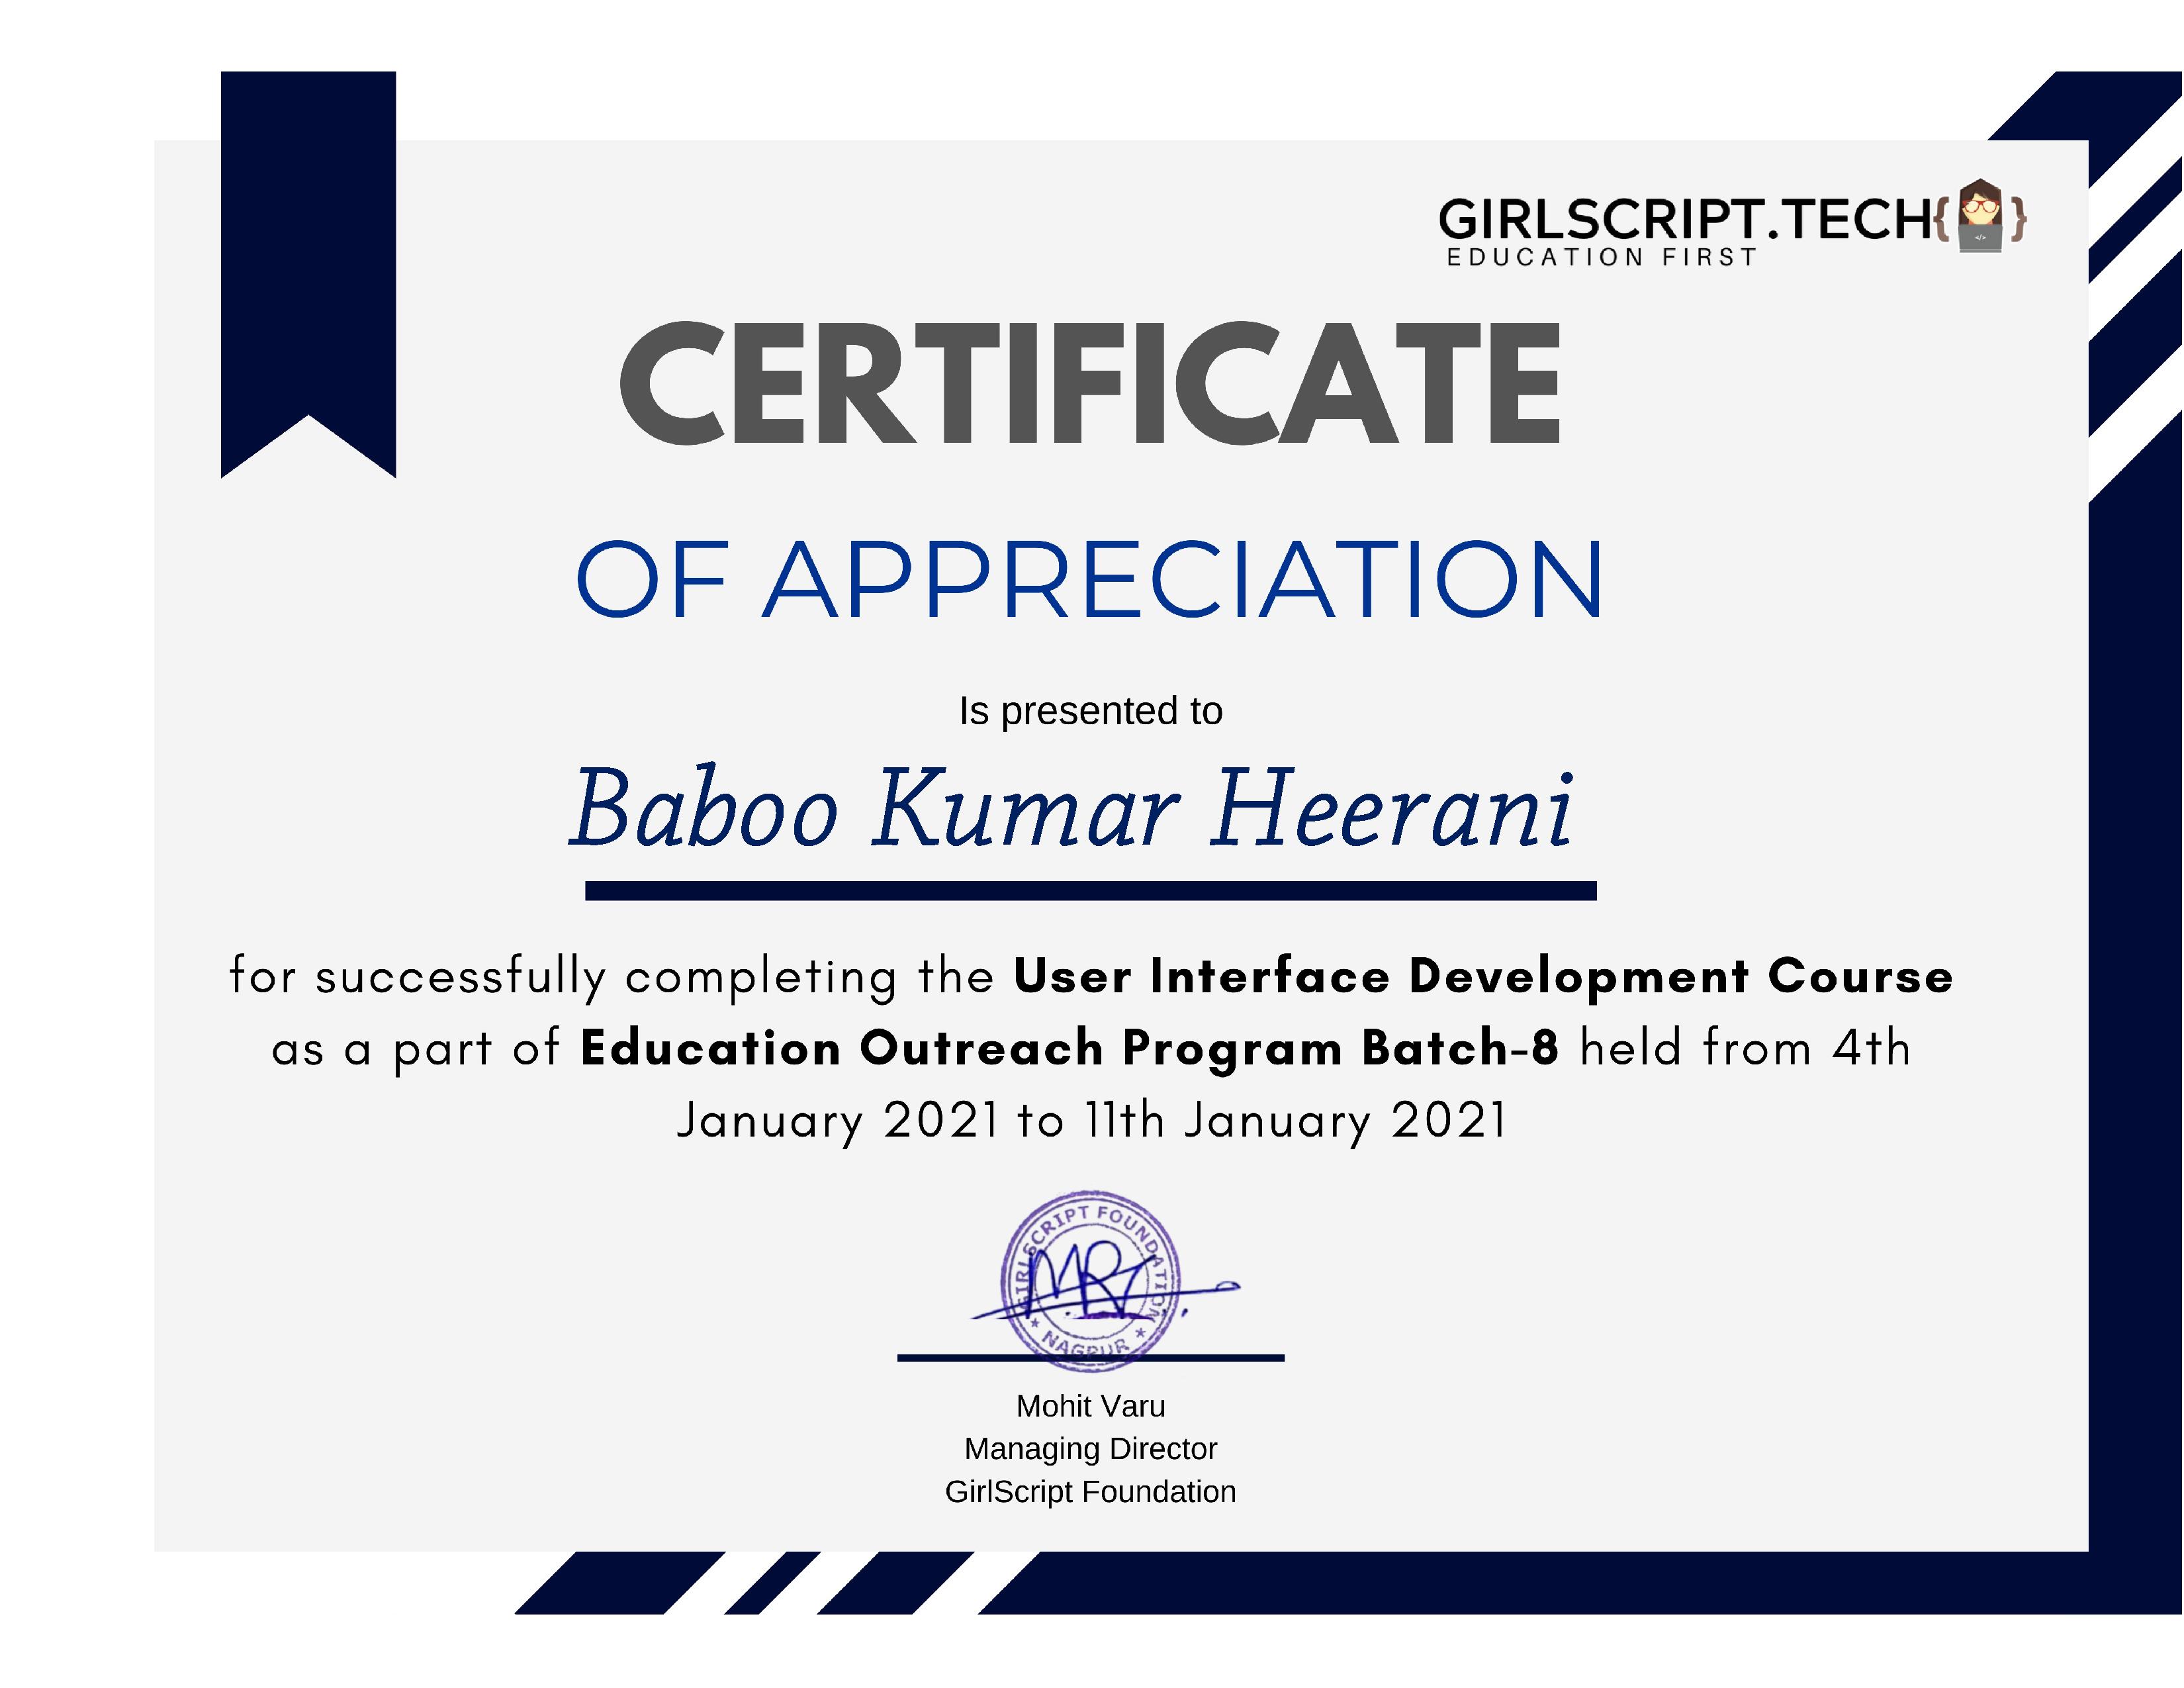 GIRLSCRIPT.TECH{ </> }
EDUCATION FIRST
CERTIFICATE
OF APPRECIATION
Is presented to
Baboo Kumar Heerani
for successfully completing the User Interface Development Course
as a part of Education Outreach Program Batch-8 held from 4th
January 2021 to 11th January 2021
GIRLSCRIPT FOUNDATION
* NAGPUR *
Mohit Varu
Managing Director
GirlScript Foundation